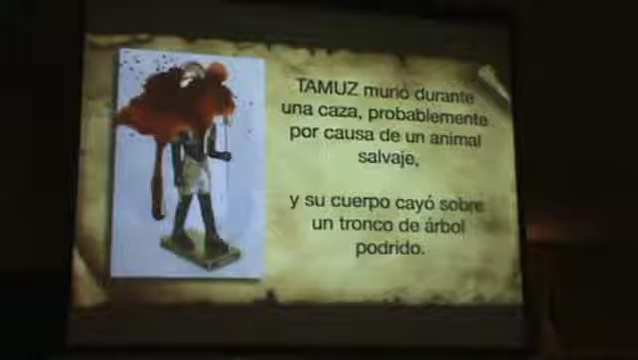 TAMUZ murió durante
una caza, probablemente
por causa de un animal
salvaje,
y su cuerpo cayó sobre
un tronco de árbol
podrido.